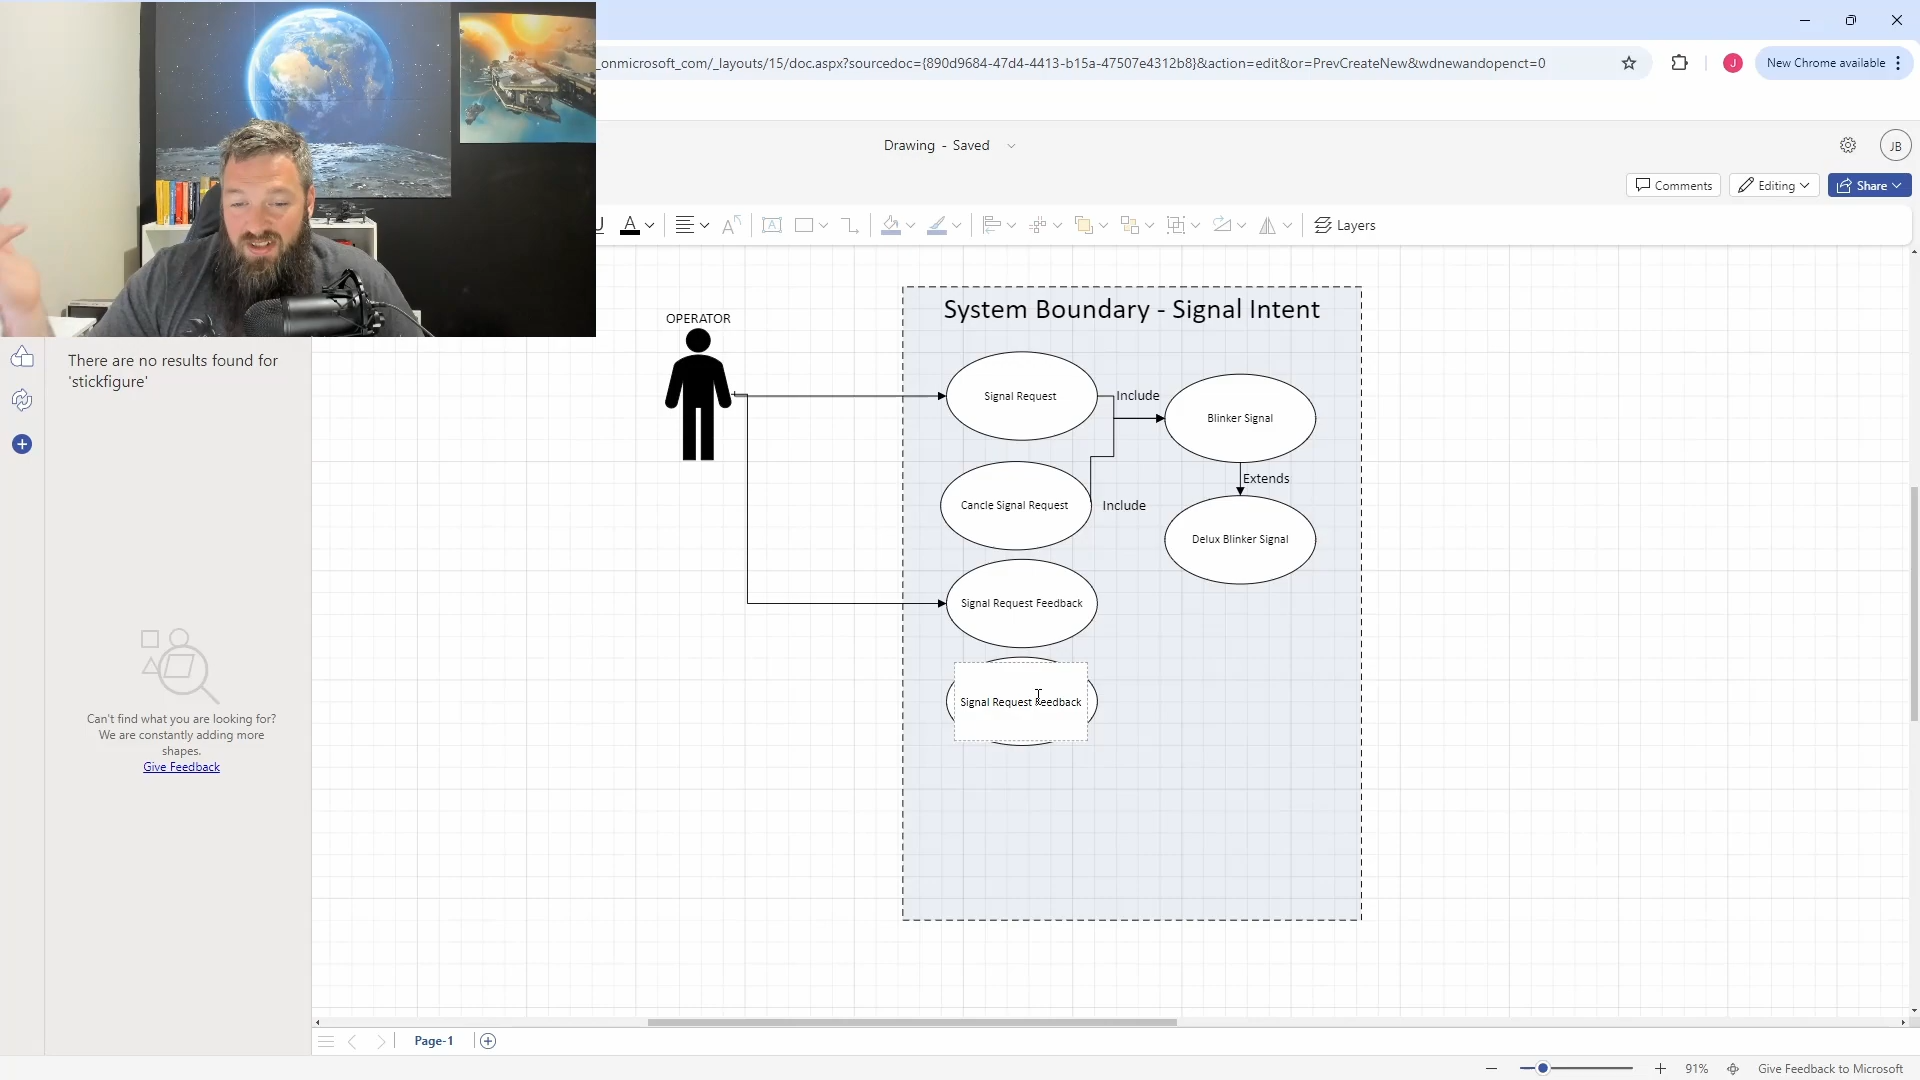 _onmicrosoft_com/_layouts/15/doc.aspx?sourcedoc={890d9684-47d4-4413-b15a-47507e4312b8}&action=edit&or=PrevCreateNew&wdnewandopenct=0
J
New Chrome available
Drawing - Saved
JB
Comments
Editing
Share
U
A
A
A
Layers
There are no results found for
'stickfigure'
Can't find what you are looking for?
We are constantly adding more
shapes.
Give Feedback
OPERATOR
System Boundary - Signal Intent
Signal Request
Include
Blinker Signal
Extends
Cancle Signal Request
Include
Delux Blinker Signal
Signal Request Feedback
Signal Request Feedback
Page-1
91%
Give Feedback to Microsoft